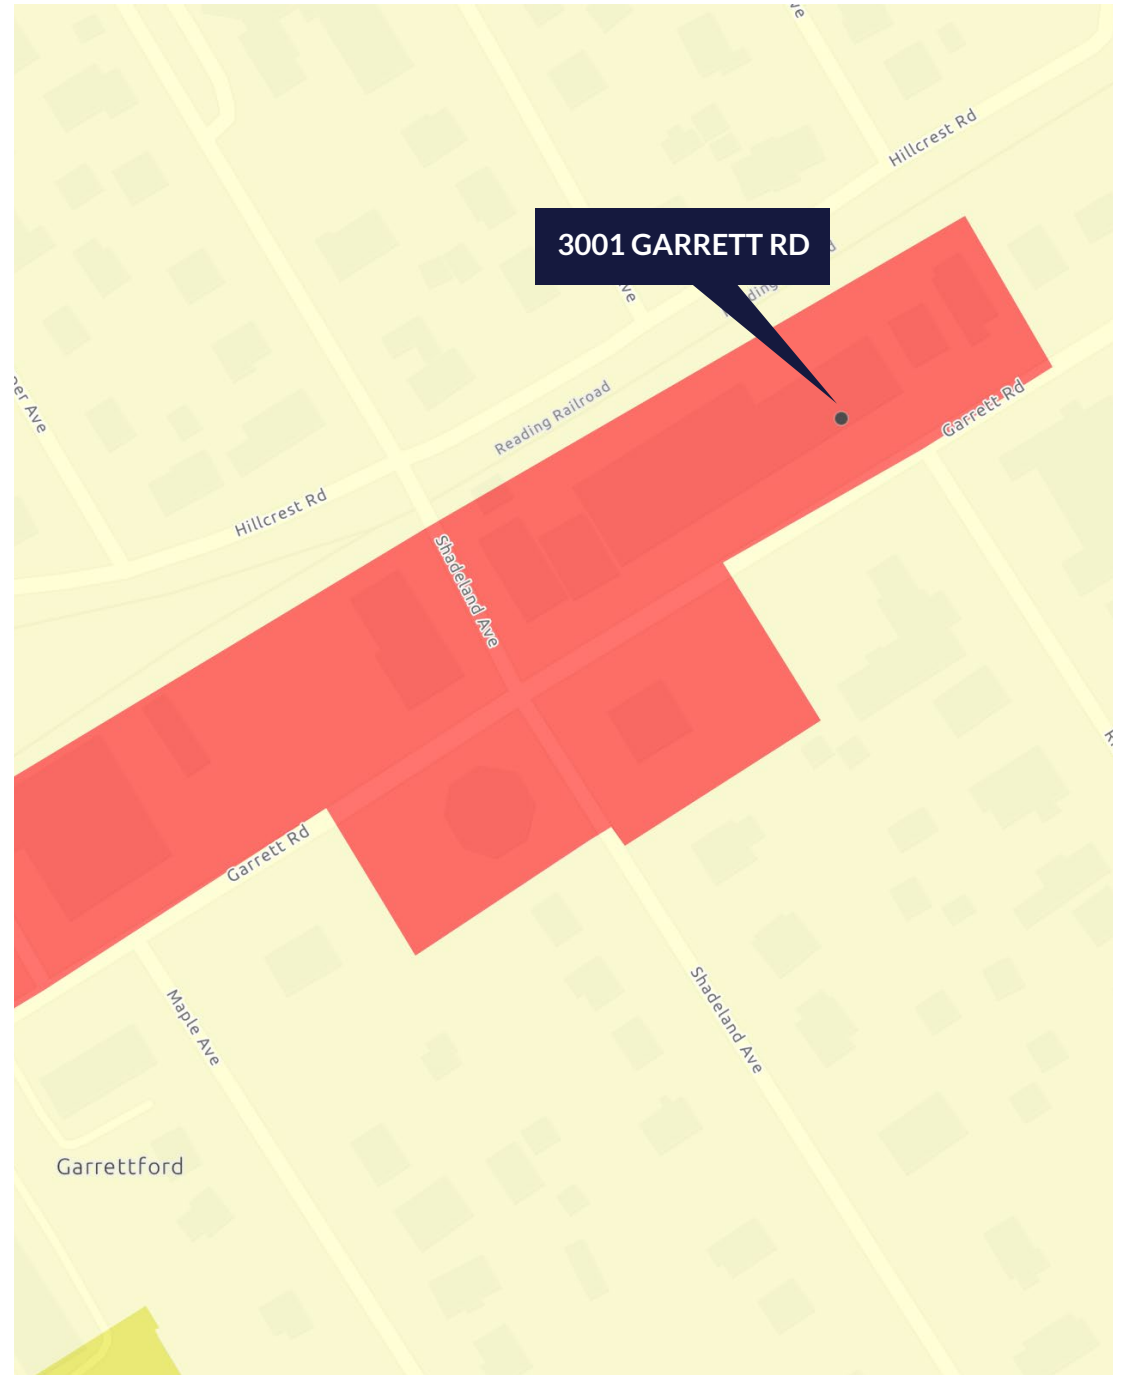 Hillcrest Rd
3001 GARRETT RD
Reading Railroad
Garrett Rd
Hillcrest Rd
Shadeland Ave
Garrett Rd
Shadeland Ave
Maple Ave
Garrettford